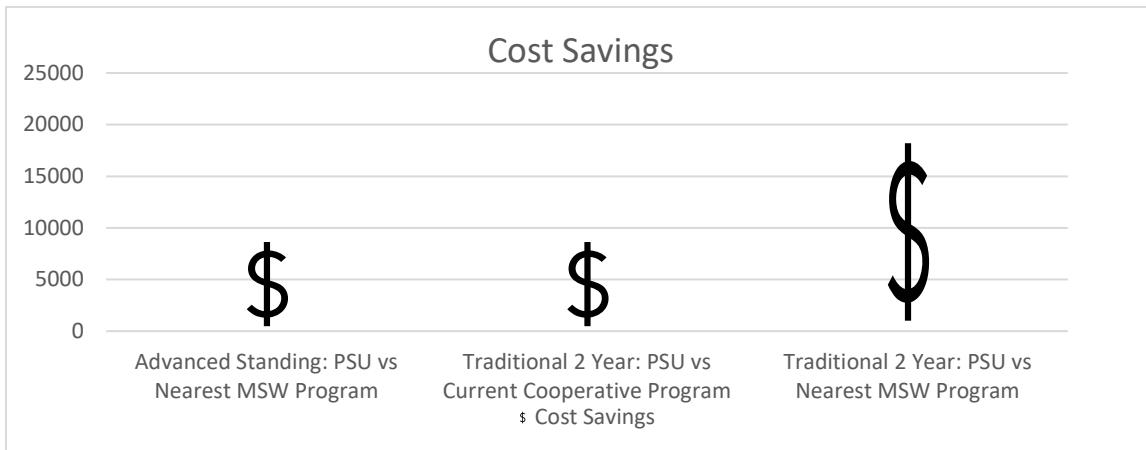 Cost Savings
25000
20000
15000
10000
5000
0
$
$
$
Advanced Standing: PSU vs
Nearest MSW Program
Traditional 2 Year: PSU vs
Current Cooperative Program
Traditional 2 Year: PSU vs
Nearest MSW Program
$ Cost Savings